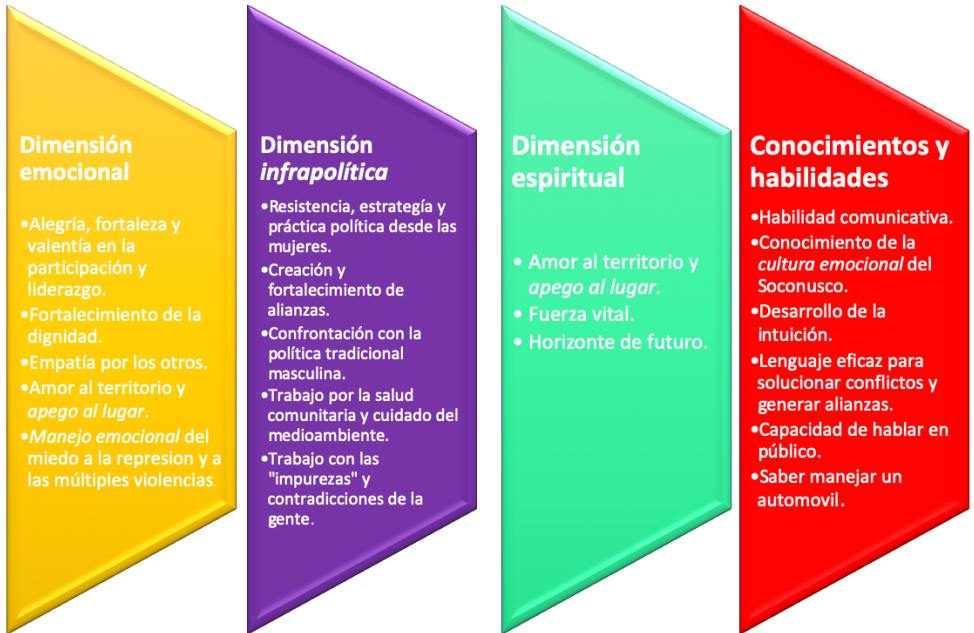 Dimensión
emocional
•Alegría, fortaleza y
valentía en la
participación y
liderazgo.
•Fortalecimiento de la
dignidad.
•Empatía por los otros.
•Amor al territorio y
apego al lugar.
•Manejo emocional del
miedo a la represion y a
las múltiples violencias.
Dimensión
infrapolítica
•Resistencia, estrategía y
práctica política desde las
mujeres.
•Creación y
fortalecimiento de
alianzas.
•Confrontación con la
política tradicional
masculina.
•Trabajo por la salud
comunitaria y cuidado del
medioambiente.
•Trabajo con las
"impurezas" y
contradicciones de la
gente.
Dimensión
espiritual
• Amor al territorio y
apego al lugar.
• Fuerza vital.
• Horizonte de futuro.
Conocimientos y
habilidades
•Habilidad comunicativa.
•Conocimiento de la
cultura emocional del
Soconusco.
•Desarrollo de la
intuición.
•Lenguaje eficaz para
solucionar conflictos y
generar alianzas.
•Capacidad de hablar en
público.
•Saber manejar un
automovil.